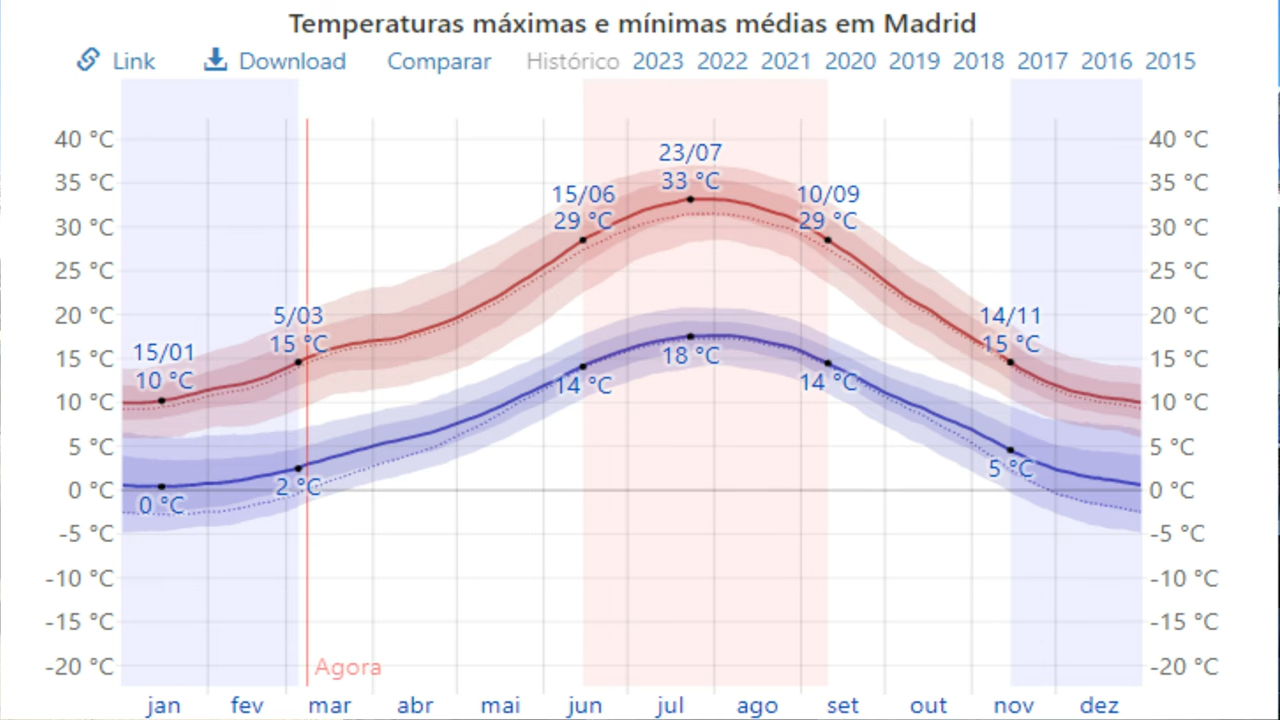 Temperaturas máximas e mínimas médias em Madrid
Link Download Comparar Histórico 2023 2022 2021 2020 2019 2018 2017 2016 2015
40 °C 40 °C
23/07
35 °C 33 °C 35 °C
15/06 10/09
30 °C 29 °C 29 °C 30 °C
25 °C 25 °C
20 °C 5/03 14/11 20 °C
15 °C 15 °C 15 °C 15 °C
15/01 18 °C
10 °C 14 °C 14 °C
10 °C 10 °C
5 °C 5 °C
5 °C
0 °C 2 °C 0 °C
0 °C
-5 °C -5 °C
-10 °C -10 °C
-15 °C -15 °C
-20 °C Agora -20 °C
jan fev mar abr mai jun jul ago set out nov dez